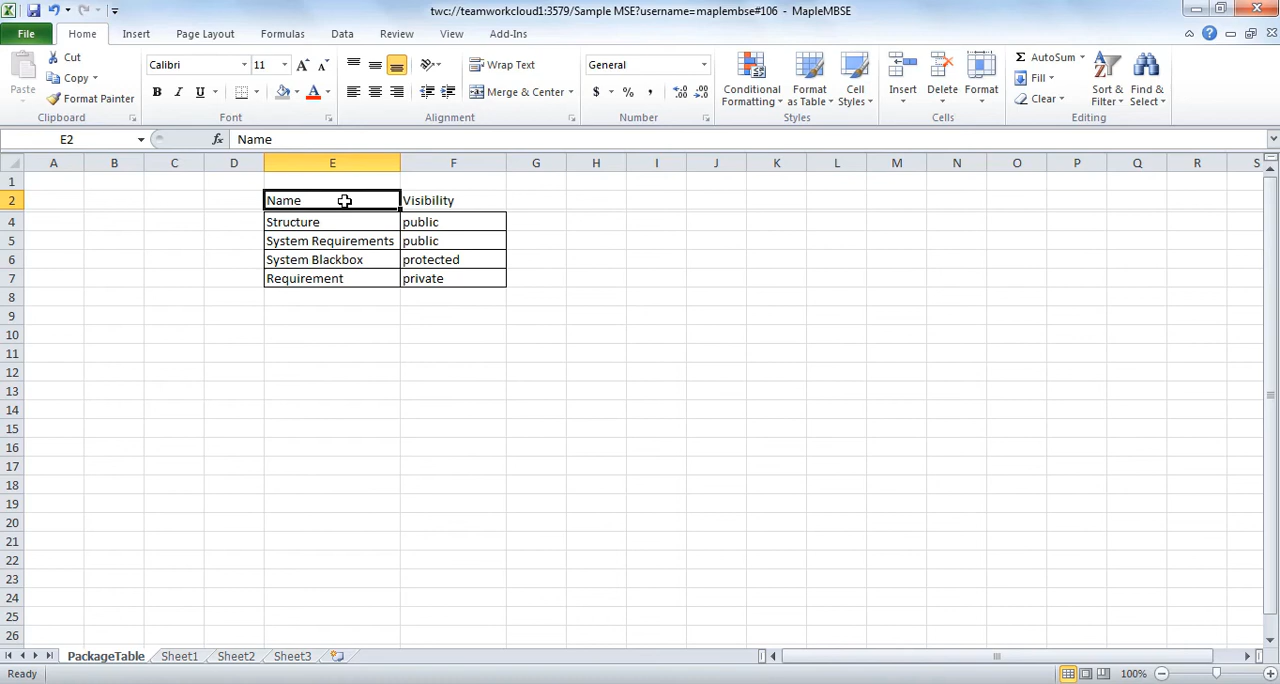 twc://teamworkcloud1:3579/Sample MSE?username=maplembse#106 - MapleMBSE
File Home Insert Page Layout Formulas Data Review View Add-Ins
Paste
Cut
Copy
Format Painter
Clipboard
Calibri 11
B I U
Font
Wrap Text
Merge & Center
Alignment
General
$ % ,
Number
Conditional Formatting
Format as Table
Cell Styles
Styles
Insert Delete Format
Cells
Σ AutoSum
Fill
Clear
Sort & Filter
Find & Select
Editing
E2 fx Name
A B C D E F G H I J K L M N O P Q R S
1
2 Name Visibility
4 Structure public
5 System Requirements public
6 System Blackbox protected
7 Requirement private
8
9
10
11
12
13
14
15
16
17
18
19
20
21
22
23
24
25
26
PackageTable Sheet1 Sheet2 Sheet3
Ready 100%